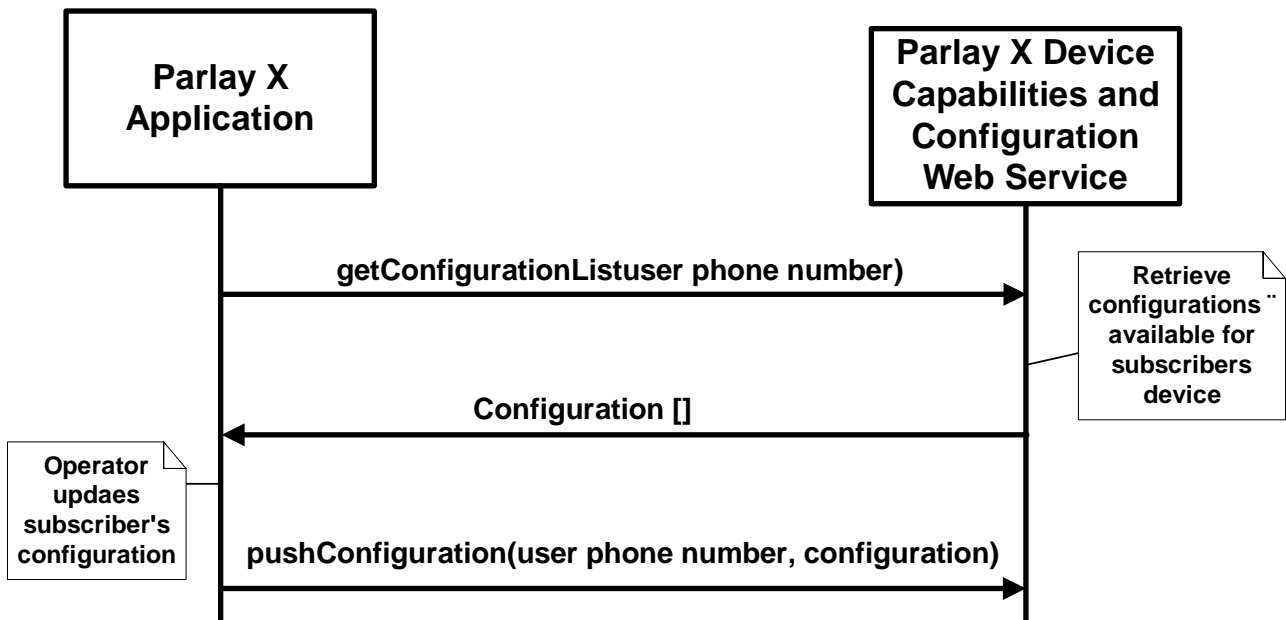 Parlay X
Application
Parlay X Device
Capabilities and
Configuration
Web Service
getConfigurationListuser phone number)
Retrieve
configurations ¨
available for
subscribers
device
Configuration []
Operator
updaes
subscriber's
configuration
pushConfiguration(user phone number, configuration)